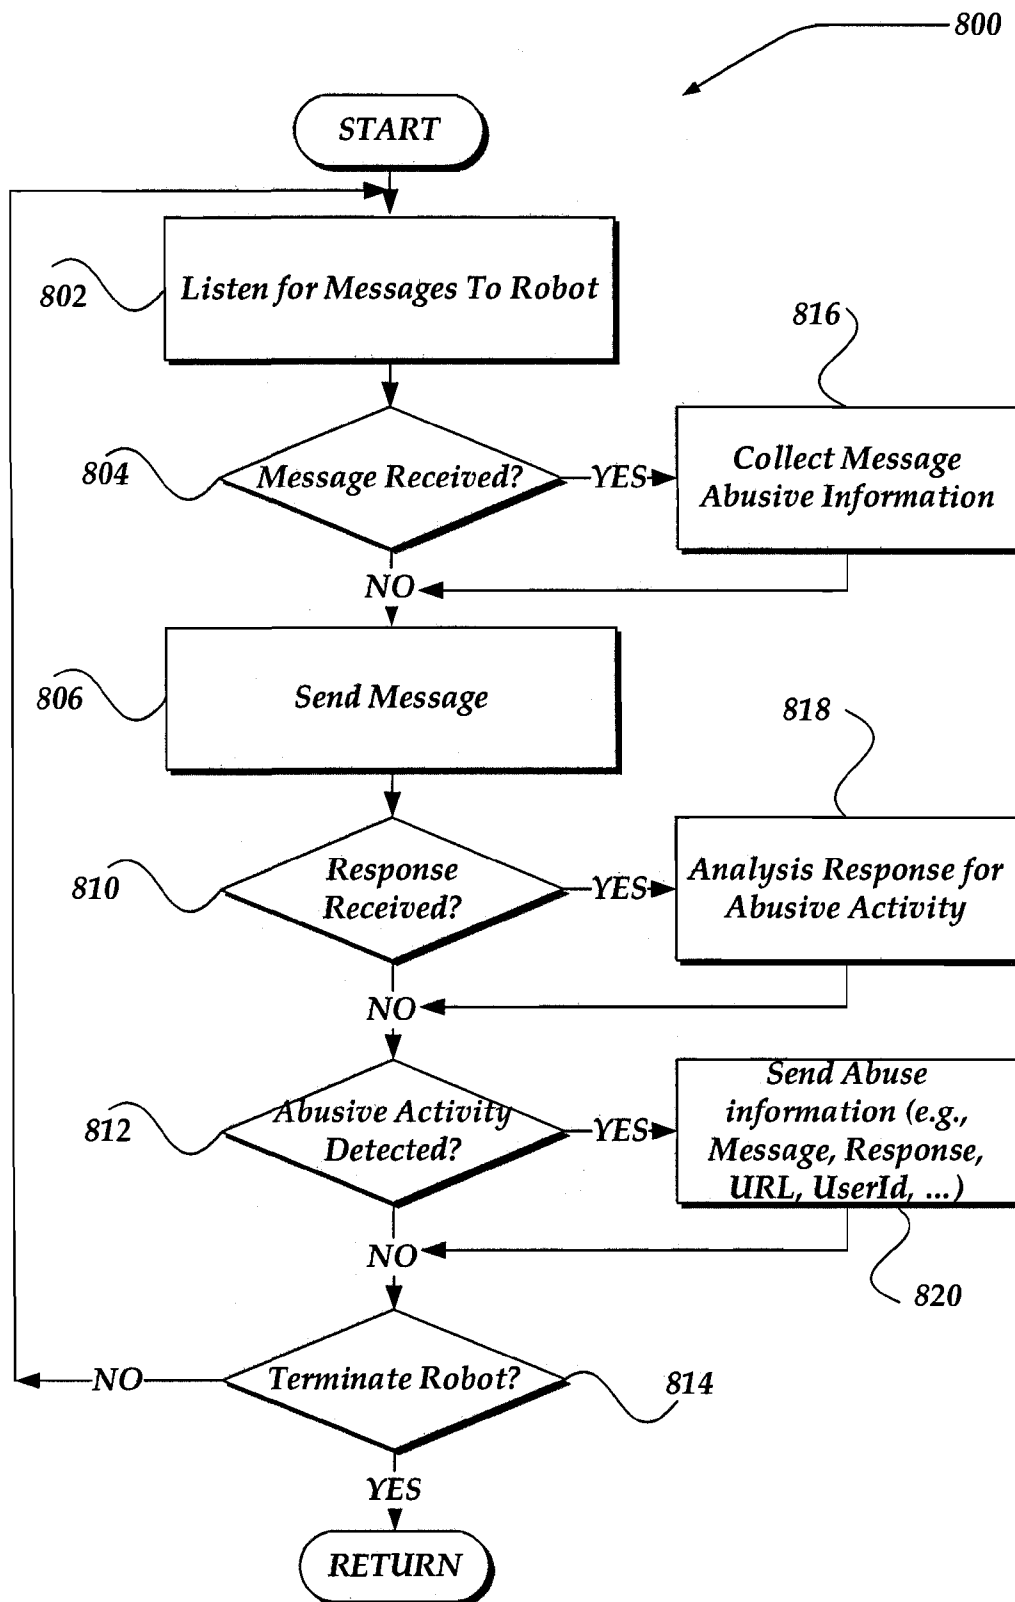 800
START
802
Listen for Messages To Robot
816
804
Message Received?
YES
Collect Message
Abusive Information
NO
806
Send Message
818
810
Response
Received?
YES
Analysis Response for
Abusive Activity
NO
812
Abusive Activity
Detected?
YES
Send Abuse
information (e.g.,
Message, Response,
URL, UserId, ...)
NO
820
NO
Terminate Robot?
814
YES
RETURN